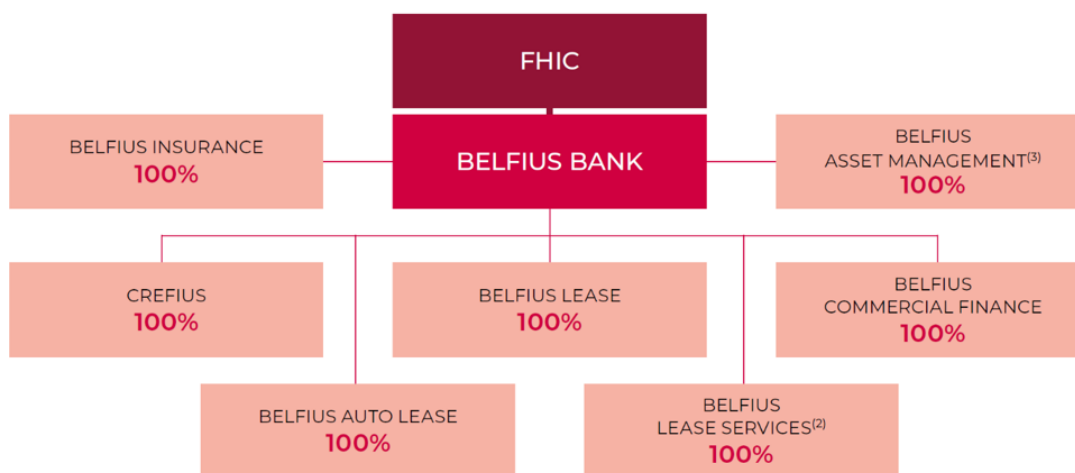 FHIC
BELFIUS INSURANCE
100%
BELFIUS BANK
BELFIUS
ASSET MANAGEMENT(3)
100%
CREFIUS
100%
BELFIUS LEASE
100%
BELFIUS
COMMERCIAL FINANCE
100%
BELFIUS AUTO LEASE
100%
BELFIUS
LEASE SERVICES(2)
100%